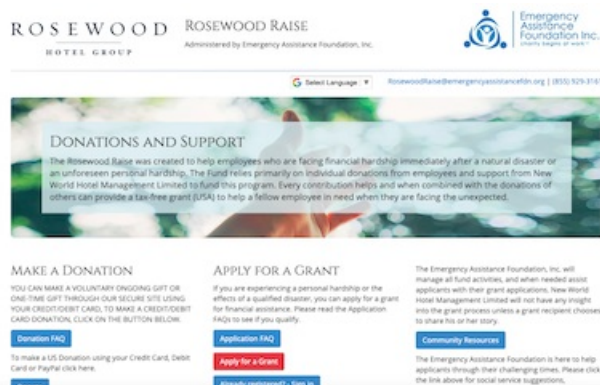 ROSEWOOD
HOTEL GROUP
ROSEWOOD RAISE
Administered by Emergency Assistance Foundation, Inc.
Emergency
Assistance
Foundation Inc.
charity begins at work
Select Language
RosewoodRaise@emergencyassistancefdn.org | (855) 929-316
DONATIONS AND SUPPORT
The Rosewood Raise was created to help employees who are facing financial hardship immediately after a natural disaster or
an unforeseen personal hardship. The Fund relies primarily on individual donations from employees and support from New
World Hotel Management Limited to fund this program. Every contribution helps and when combined with the donations of
others can provide a tax-free grant (USA) to help a fellow employee in need when they are facing the unexpected.
MAKE A DONATION
YOU CAN MAKE A VOLUNTARY ONGOING GIFT OR
ONE-TIME GIFT THROUGH OUR SECURE SITE USING
YOUR CREDIT/DEBIT CARD, TO MAKE A CREDIT/DEBIT
CARD DONATION, CLICK ON THE BUTTON BELOW.
Donation FAQ
To make a US Donation using your Credit Card, Debit
Card or PayPal click here.
APPLY FOR A GRANT
If you are experiencing a personal hardship or the
effects of a qualified disaster, you can apply for a grant
for financial assistance. Please read the Application
FAQs to see if you qualify.
Application FAQ
Apply for a Grant
Already registered? - Sign in
The Emergency Assistance Foundation, Inc. will
manage all fund activities, and when needed assist
applicants with their grant applications. New World
Hotel Management Limited will not have any insight
into the grant process unless a grant recipient chooses
to share his or her story.
Community Resources
The Emergency Assistance Foundation is here to help
applicants through their challenging times. Please click
the link above for social service suggestions,